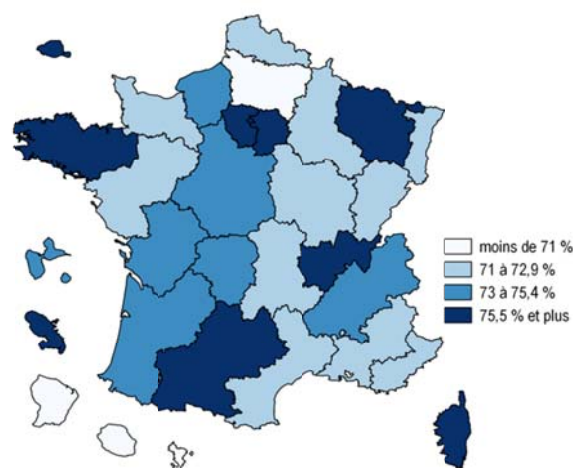 moins de 71 %
71 à 72,9 %
73 à 75,4 %
75,5 % et plus